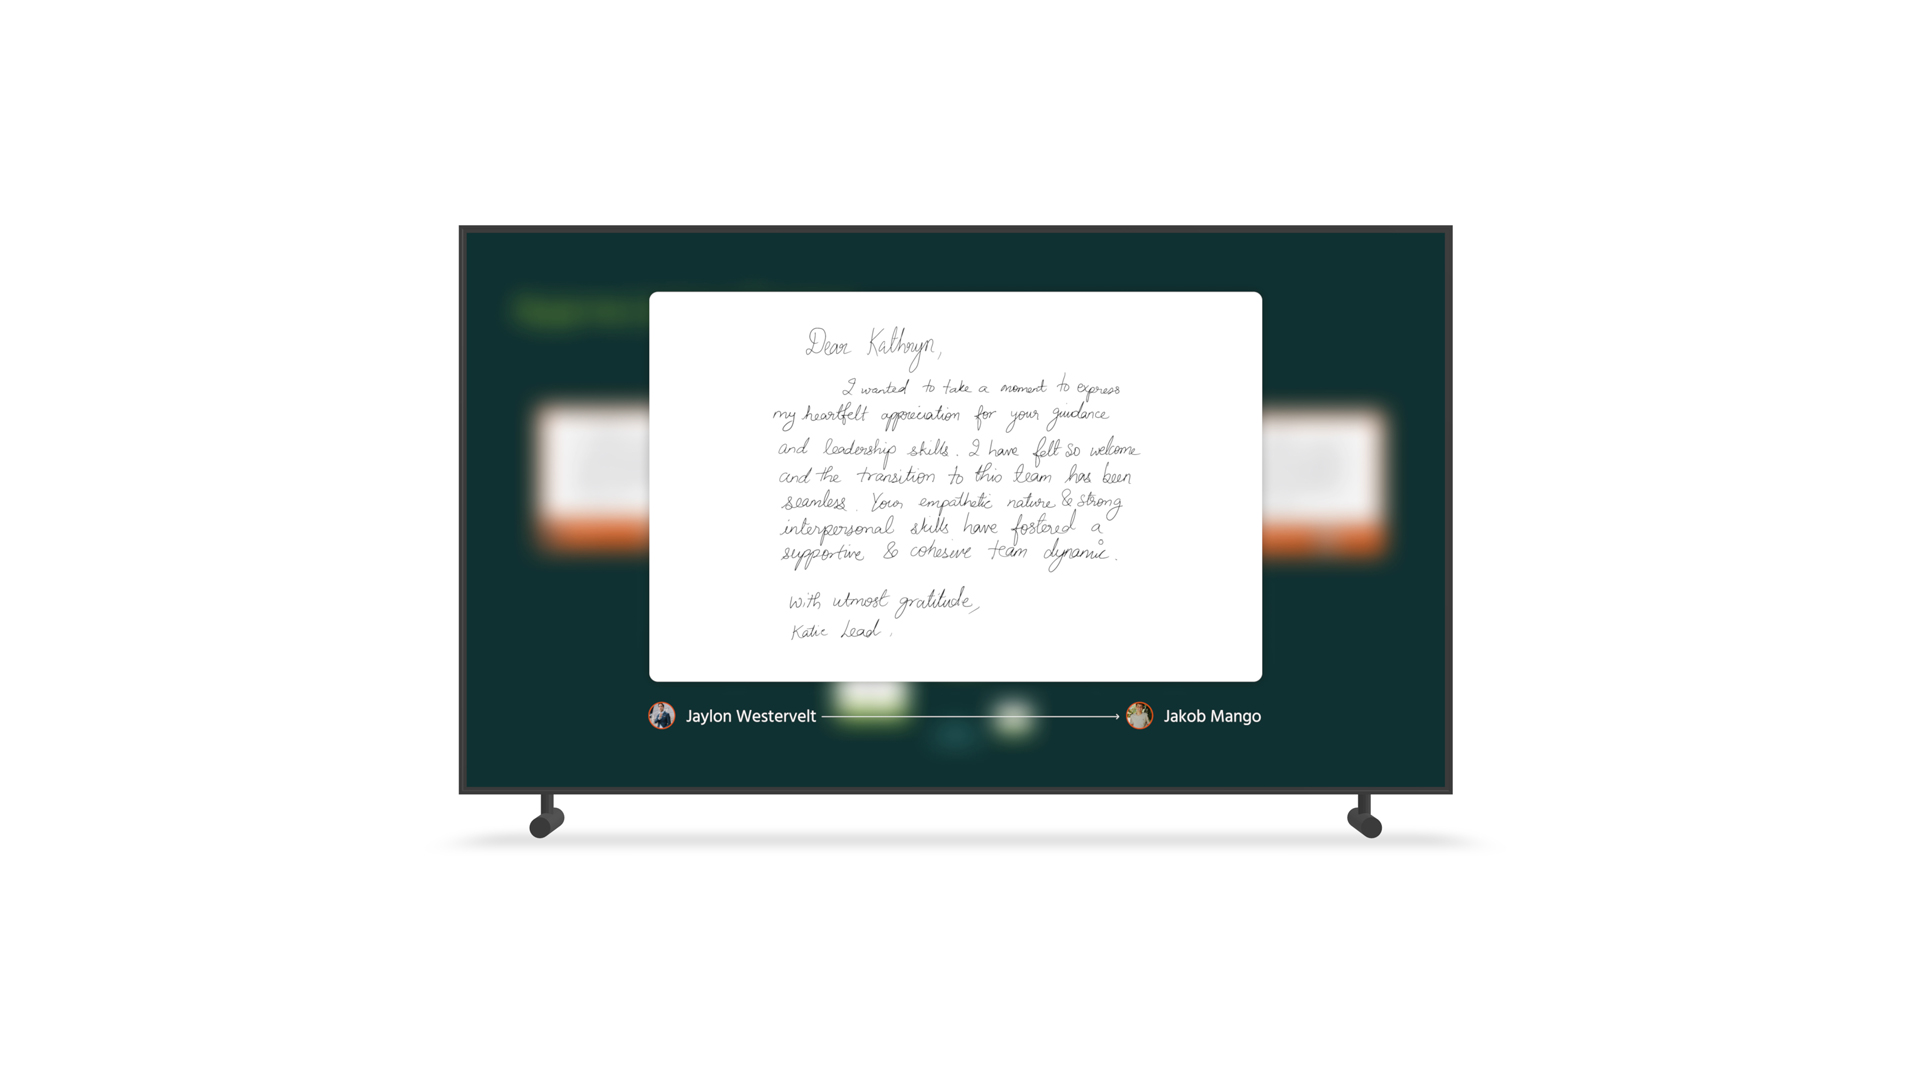 Dear Kathryn,
I wanted to take a moment to express
my heartfelt appreciation for your guidance
and leadership skills. I have felt so welcome
and the transition to this team has been
seamless. Your empathetic nature & strong
interpersonal skills have fostered a
supportive & cohesive team dynamic.
With utmost gratitude,
Katie Lead.
Jaylon Westervelt
Jakob Mango